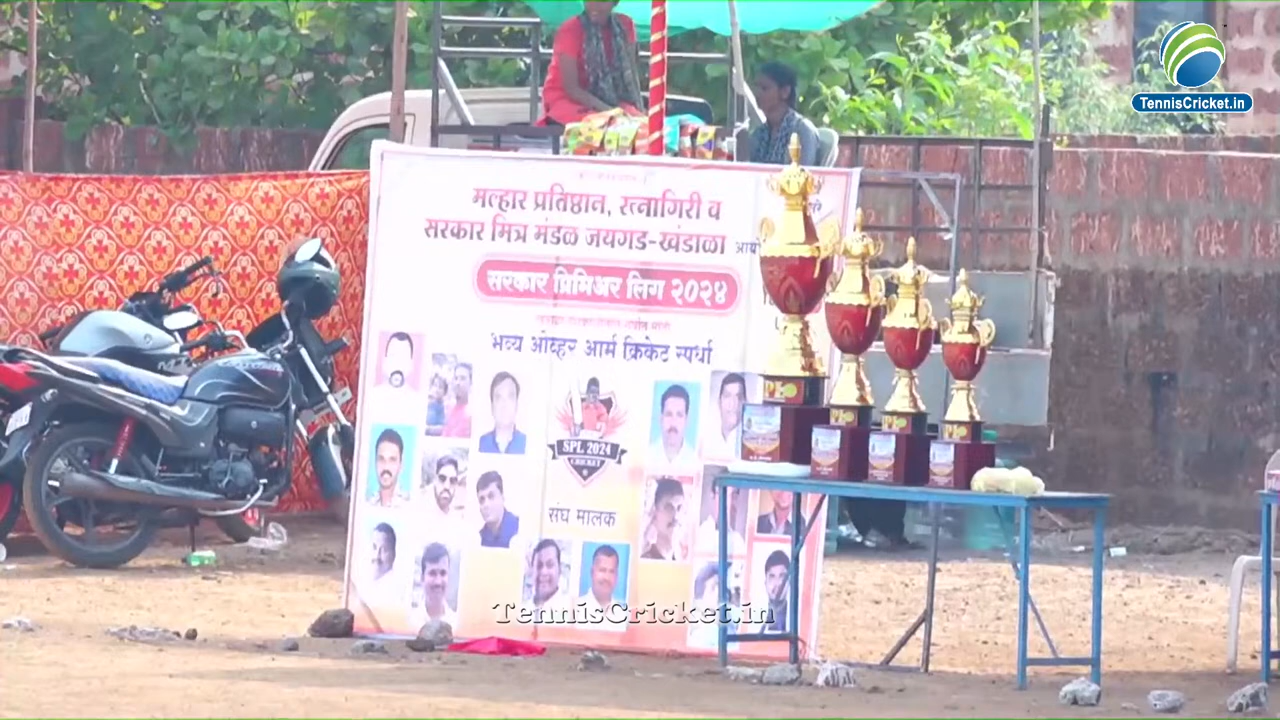 TennisCricket.in
मल्हार प्रतिष्ठान, रत्नागिरी व
सरकार मित्र मंडळ जयगड-खंडाळा
सरकार प्रिमिअर लिग २०२४
भव्य ओव्हर आर्म क्रिकेट स्पर्धा
SPL 2024
CRICKET
संघ मालक
TennisCricket.in